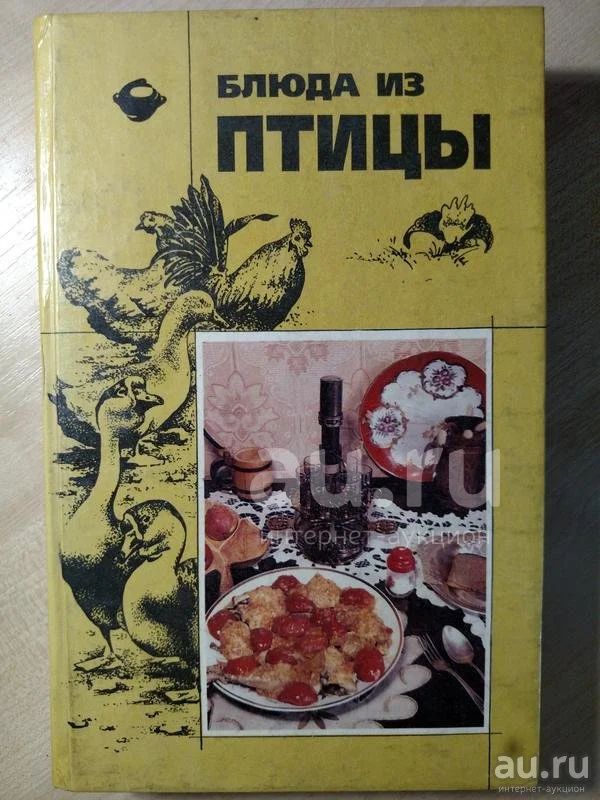 БЛЮДА ИЗ
ПТИЦЫ
au.ru
интернет-аукцион
au.ru
интернет-аукцион